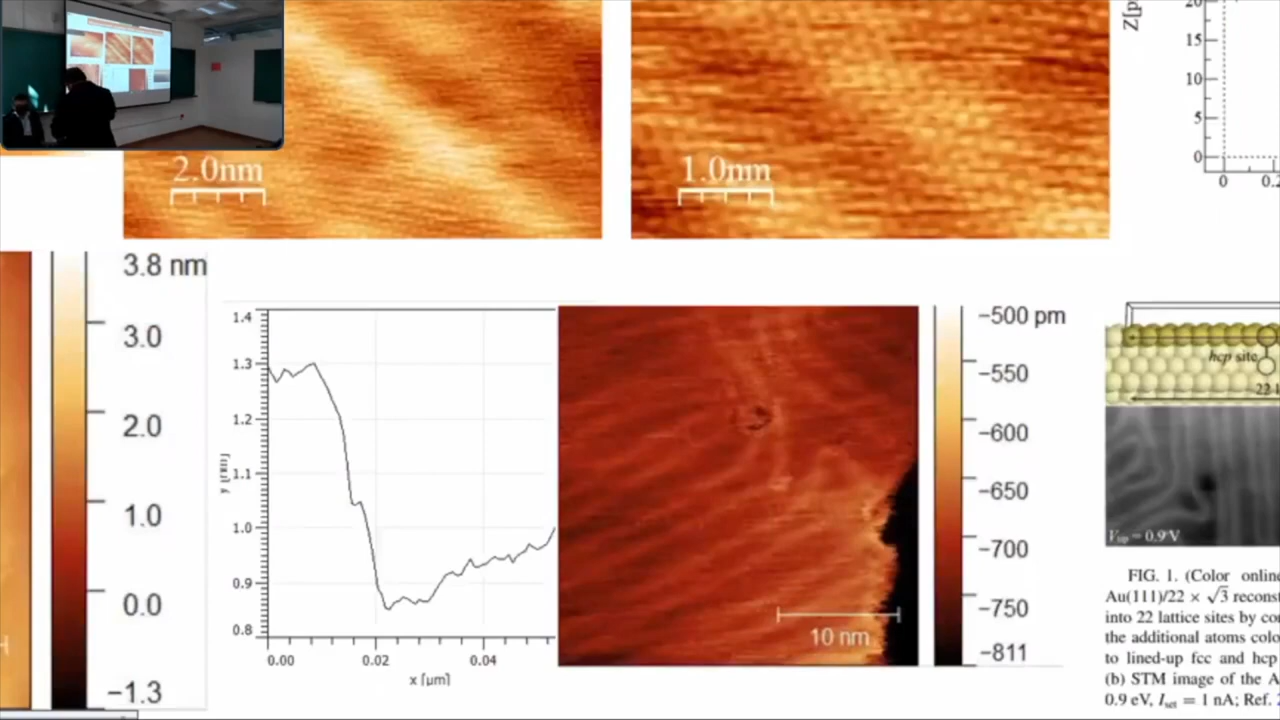 2.0nm
1.0nm
Z[p
20
15
10
5
0
0
0.2
3.8 nm
3.0
2.0
1.0
0.0
−1.3
1.4
1.3
1.2
1.1
1.0
0.9
0.8
0.00
0.02
0.04
x [µm]
10 nm
−500 pm
−550
−600
−650
−700
−750
−811
hcp site
22 l
= 0.9 V
FIG. 1. (Color online
Au(111)/22 × √3 reconst
into 22 lattice sites by co
the additional atoms colo
to lined-up fcc and hcp
(b) STM image of the A
0.9 eV, Iset = 1 nA; Ref.